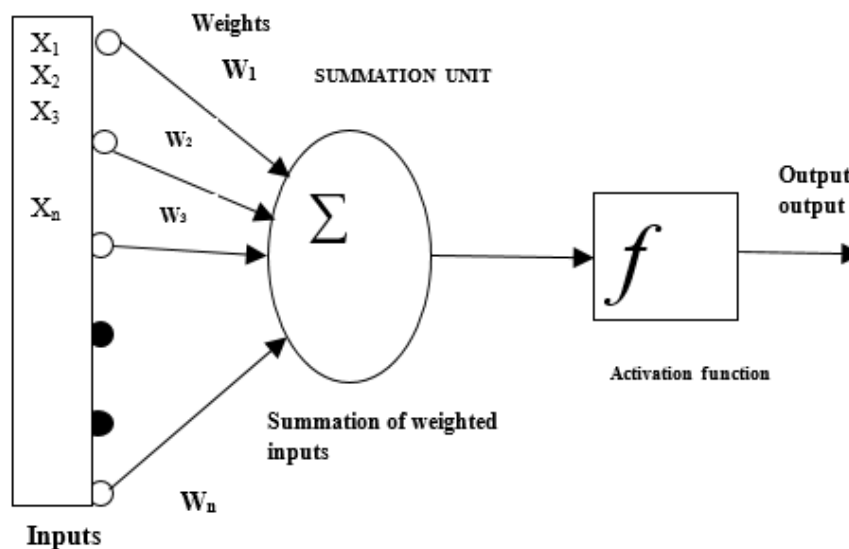 Weights
X1
W1
SUMMATION UNIT
X2
X3
W2
Xn
W3
Σ
f
Output
output
Activation function
Summation of weighted
inputs
Wn
Inputs